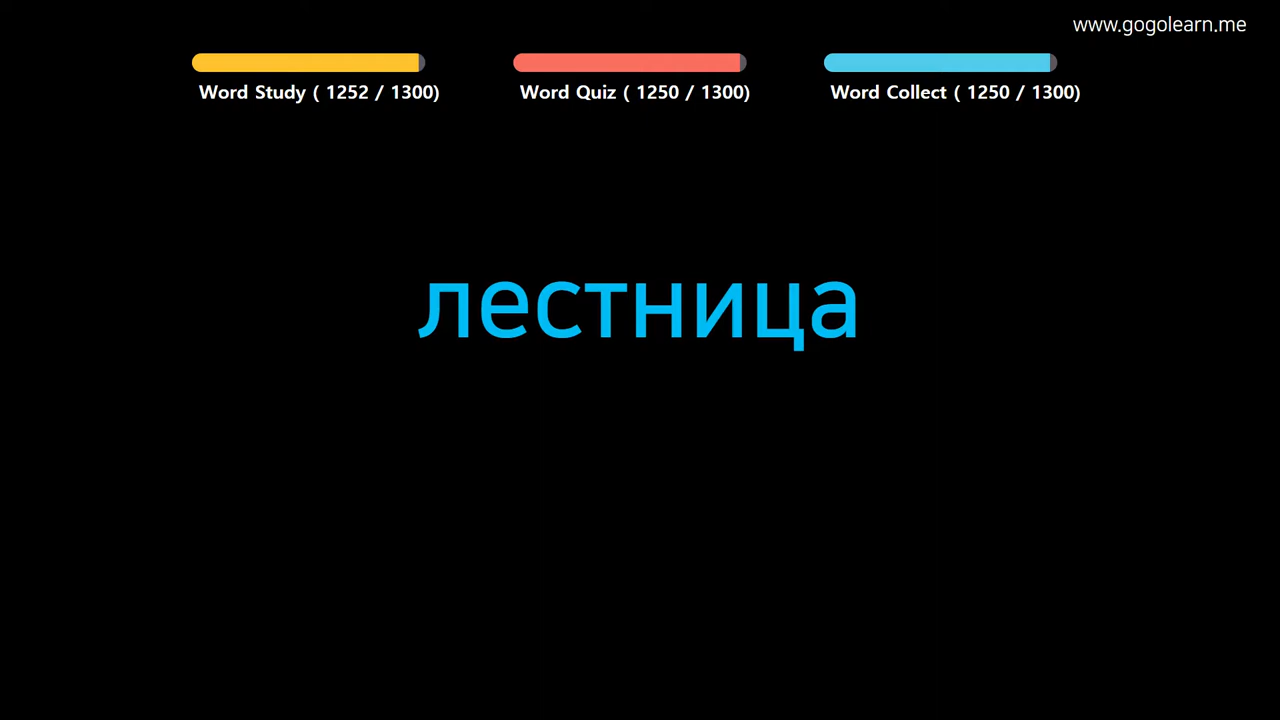 www.gogolearn.me
Word Study ( 1252 / 1300)
Word Quiz ( 1250 / 1300)
Word Collect ( 1250 / 1300)
лестница